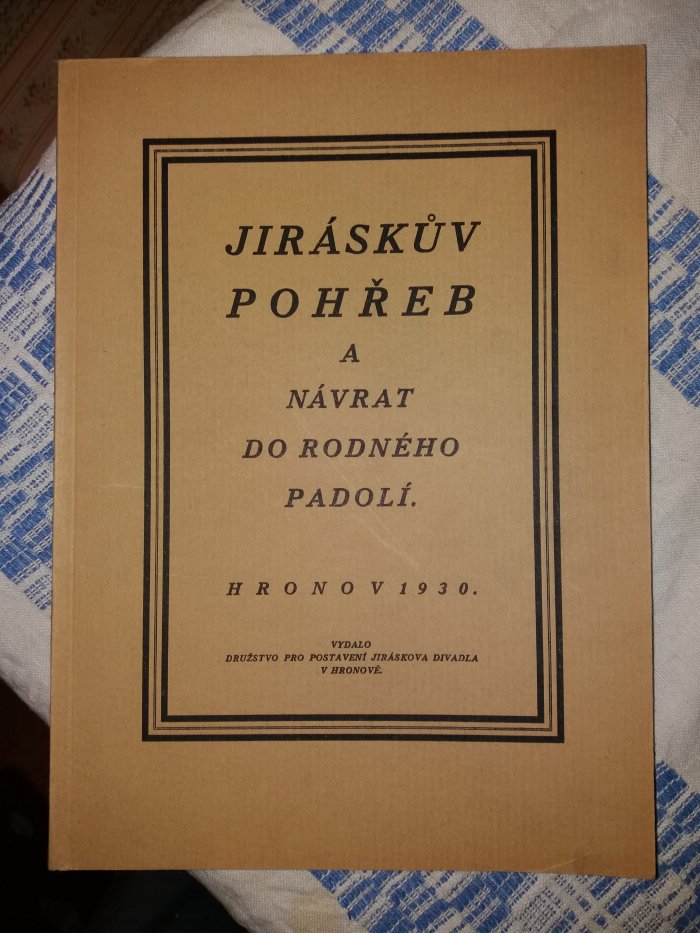 JIRÁSKŮV
POHŘEB
A
NÁVRAT
DO RODNÉHO
PADOLÍ.
HRONOV 1930.
VYDALO
DRUŽSTVO PRO POSTAVENÍ JIRÁSKOVA DIVADLA
V HRONOVĚ.